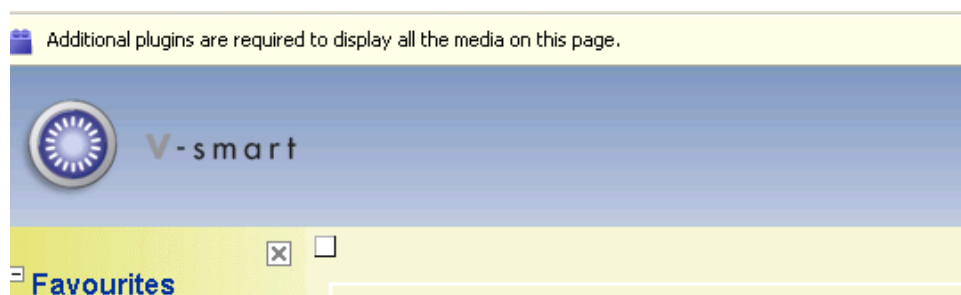 Additional plugins are required to display all the media on this page.
V-smart
Favourites